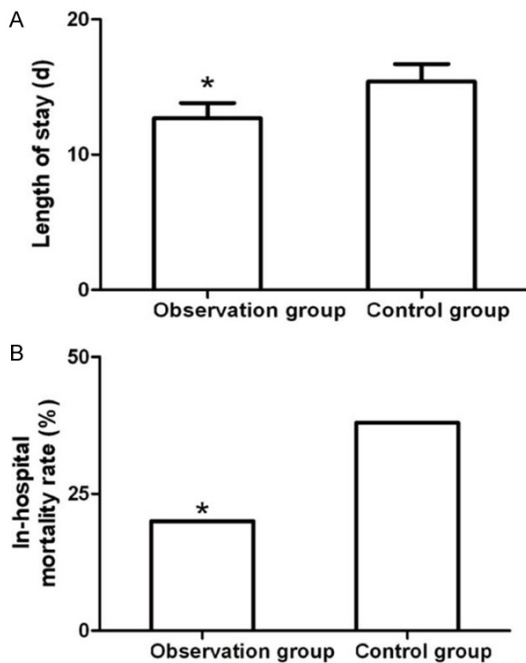 A
Length of stay (d)
20
10
0
*
Observation group
Control group
B
In-hospital
mortality rate (%)
50
25
0
*
Observation group
Control group